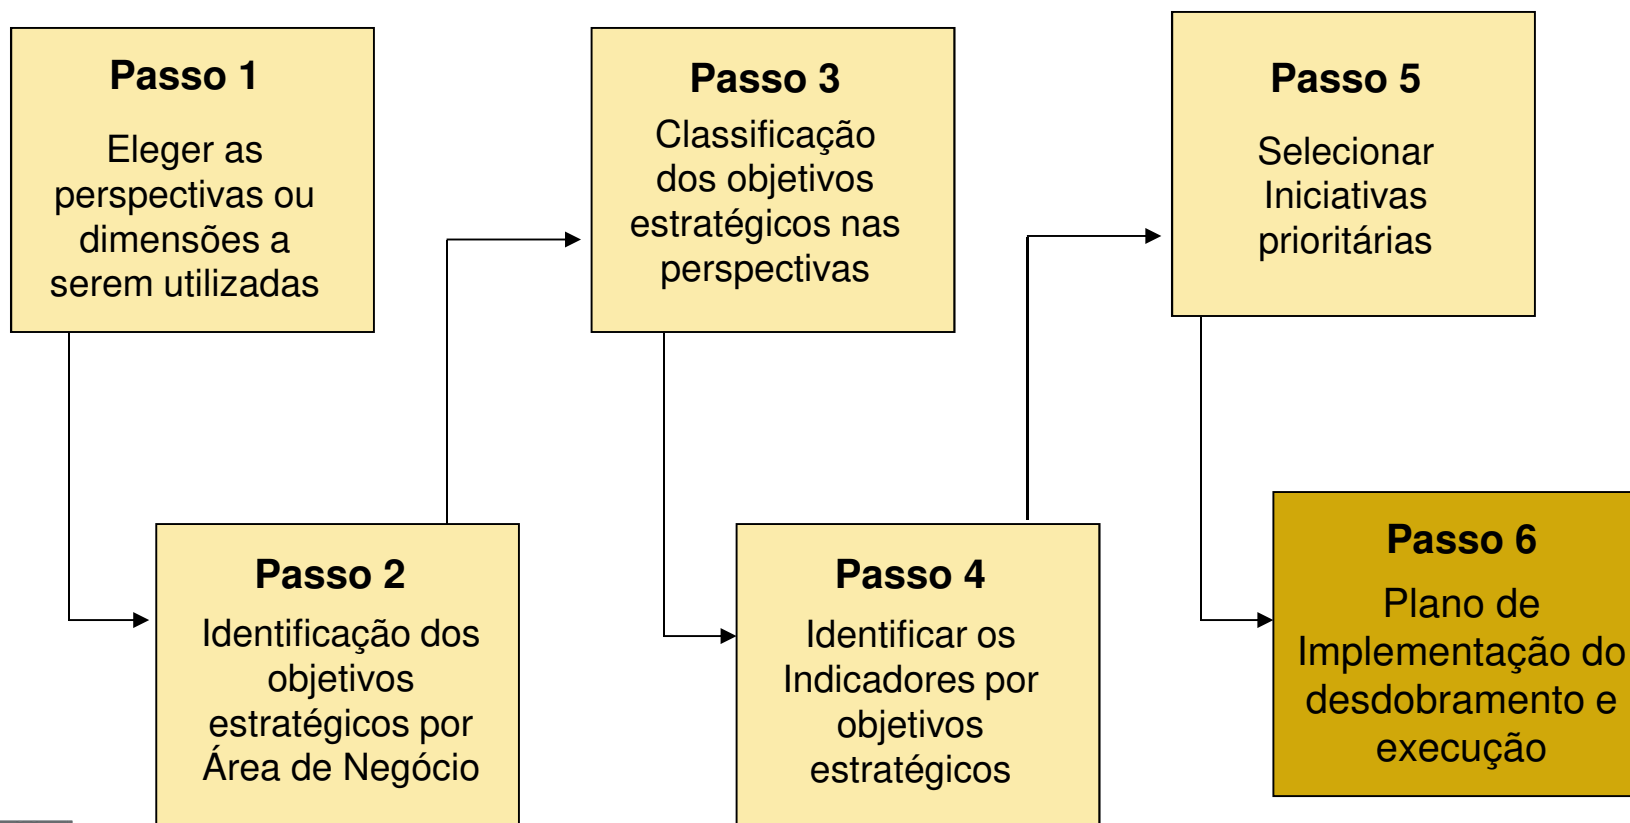 Passo 1
Eleger as
perspectivas ou
dimensões a
serem utilizadas
Passo 2
Identificação dos
objetivos
estratégicos por
Área de Negócio
Passo 3
Classificação
dos objetivos
estratégicos nas
perspectivas
Passo 4
Identificar os
Indicadores por
objetivos
estratégicos
Passo 5
Selecionar
Iniciativas
prioritárias
Passo 6
Plano de
Implementação do
desdobramento e
execução